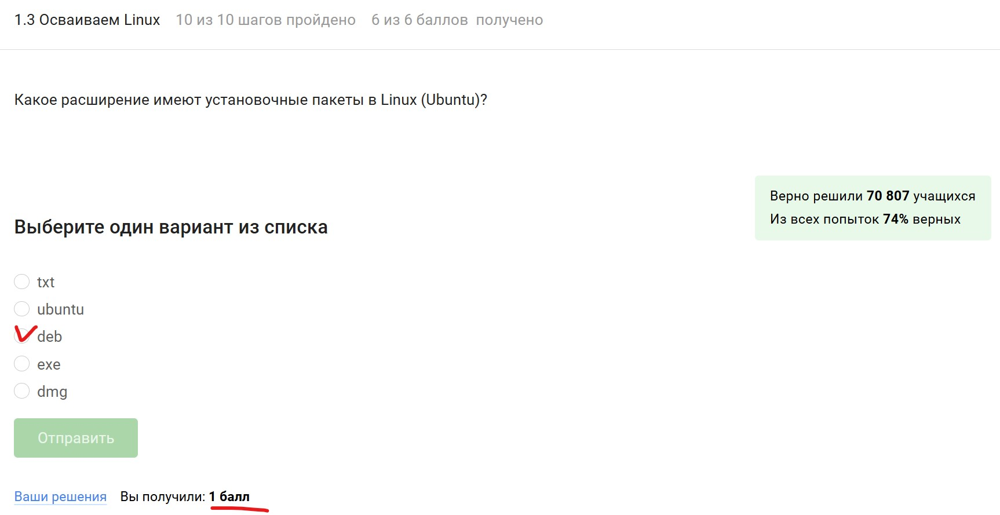 1.3 Осваиваем Linux 10 из 10 шагов пройдено 6 из 6 баллов получено
Какое расширение имеют установочные пакеты в Linux (Ubuntu)?
Верно решили 70 807 учащихся
Из всех попыток 74% верных
Выберите один вариант из списка
txt
ubuntu
deb
exe
dmg
Отправить
Ваши решения Вы получили: 1 балл